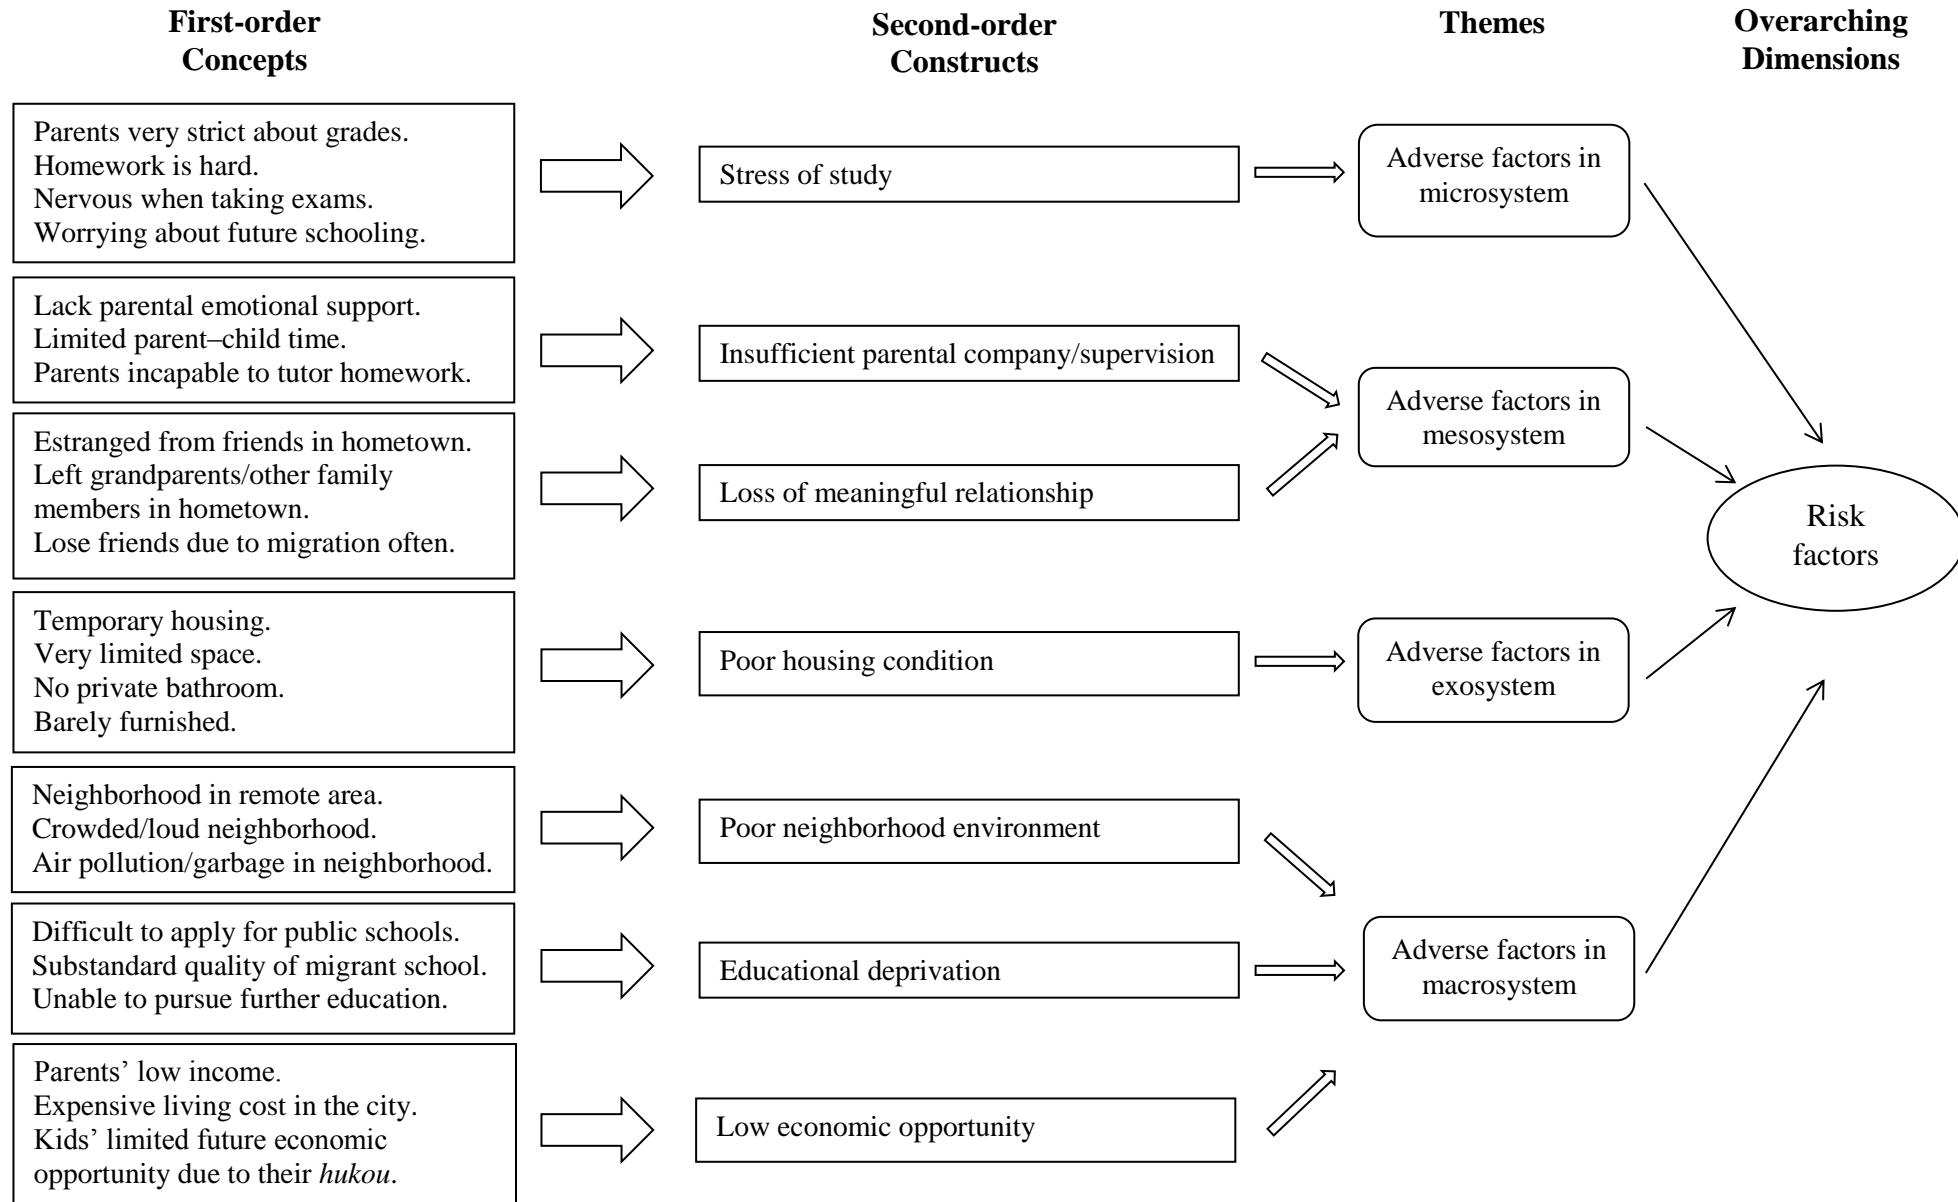 First-order
Concepts
Second-order
Constructs
Themes
Overarching
Dimensions
Parents very strict about grades.
Homework is hard.
Nervous when taking exams.
Worrying about future schooling.
Stress of study
Adverse factors in
microsystem
Lack parental emotional support.
Limited parent–child time.
Parents incapable to tutor homework.
Insufficient parental company/supervision
Estranged from friends in hometown.
Left grandparents/other family
members in hometown.
Lose friends due to migration often.
Loss of meaningful relationship
Adverse factors in
mesosystem
Risk
factors
Temporary housing.
Very limited space.
No private bathroom.
Barely furnished.
Poor housing condition
Adverse factors in
exosystem
Neighborhood in remote area.
Crowded/loud neighborhood.
Air pollution/garbage in neighborhood.
Poor neighborhood environment
Difficult to apply for public schools.
Substandard quality of migrant school.
Unable to pursue further education.
Educational deprivation
Adverse factors in
macrosystem
Parents’ low income.
Expensive living cost in the city.
Kids’ limited future economic
opportunity due to their hukou.
Low economic opportunity